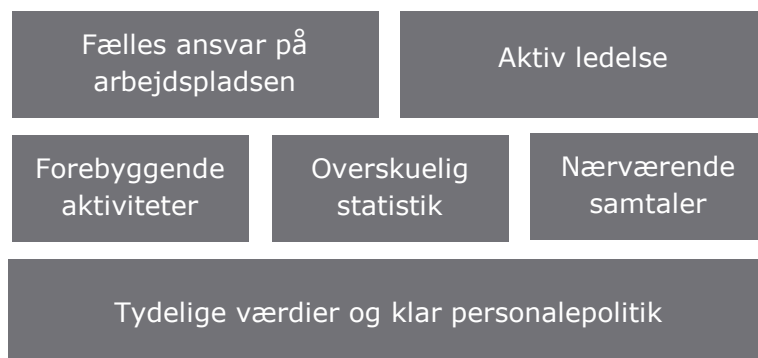 Fælles ansvar på
arbejdspladsen
Aktiv ledelse
Forebyggende
aktiviteter
Overskuelig
statistik
Nærværende
samtaler
Tydelige værdier og klar personalepolitik